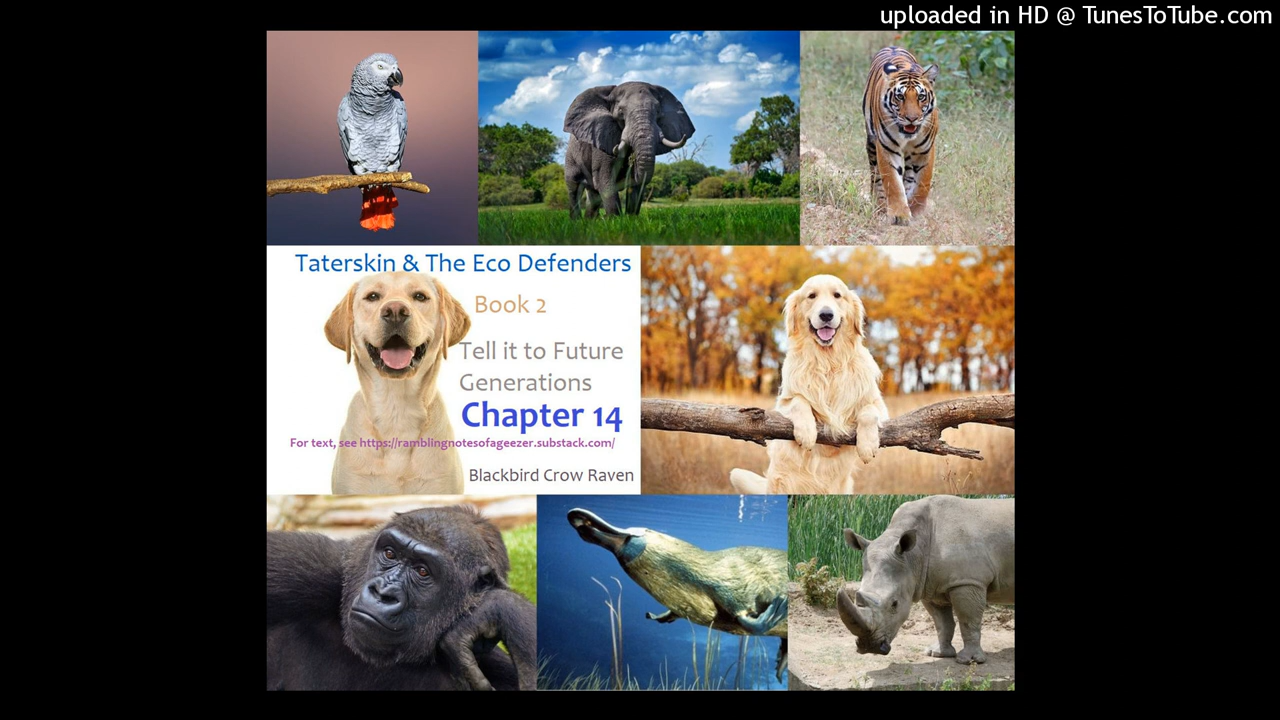 uploaded in HD @ TunesToTube.com
Taterskin & The Eco Defenders
Book 2
Tell it to Future
Generations
Chapter 14
For text, see https://ramblingnotesofageezer.substack.com/
Blackbird Crow Raven